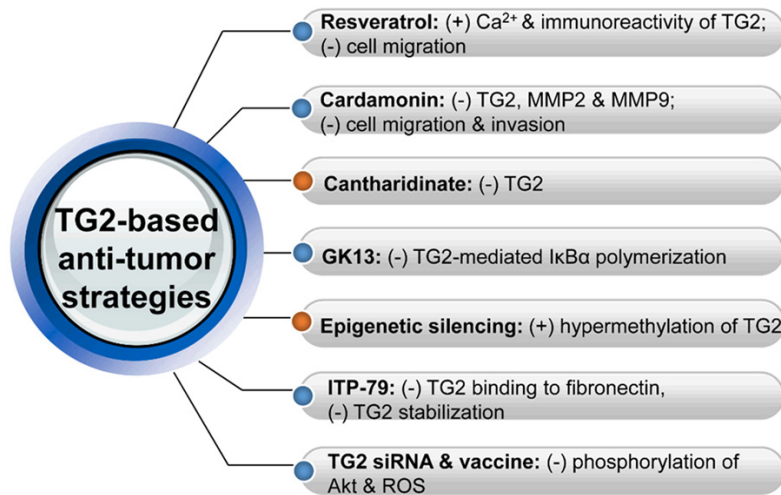 Resveratrol: (+) Ca²⁺ & immunoreactivity of TG2;
(-) cell migration
Cardamonin: (-) TG2, MMP2 & MMP9;
(-) cell migration & invasion
Cantharidinate: (-) TG2
TG2-based
anti-tumor
strategies
GK13: (-) TG2-mediated IκBα polymerization
Epigenetic silencing: (+) hypermethylation of TG2
ITP-79: (-) TG2 binding to fibronectin,
(-) TG2 stabilization
TG2 siRNA & vaccine: (-) phosphorylation of
Akt & ROS